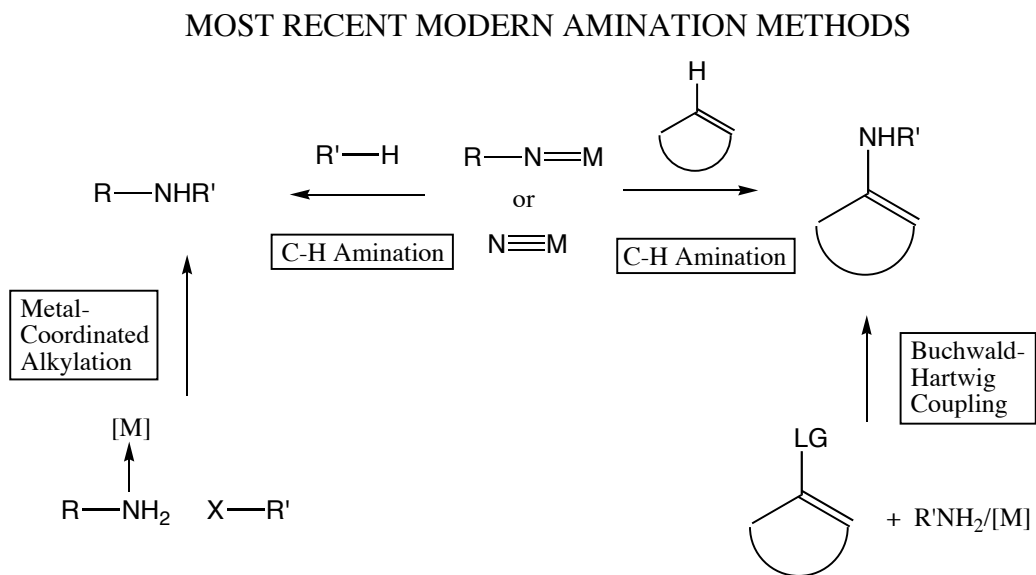 MOST RECENT MODERN AMINATION METHODS
H
R'—H
R—N=M
NHR'
R—NHR'
or
N≡M
C-H Amination
C-H Amination
Metal-
Coordinated
Alkylation
Buchwald-
Hartwig
Coupling
[M]
LG
R—NH₂ X—R'
+ R'NH₂/[M]